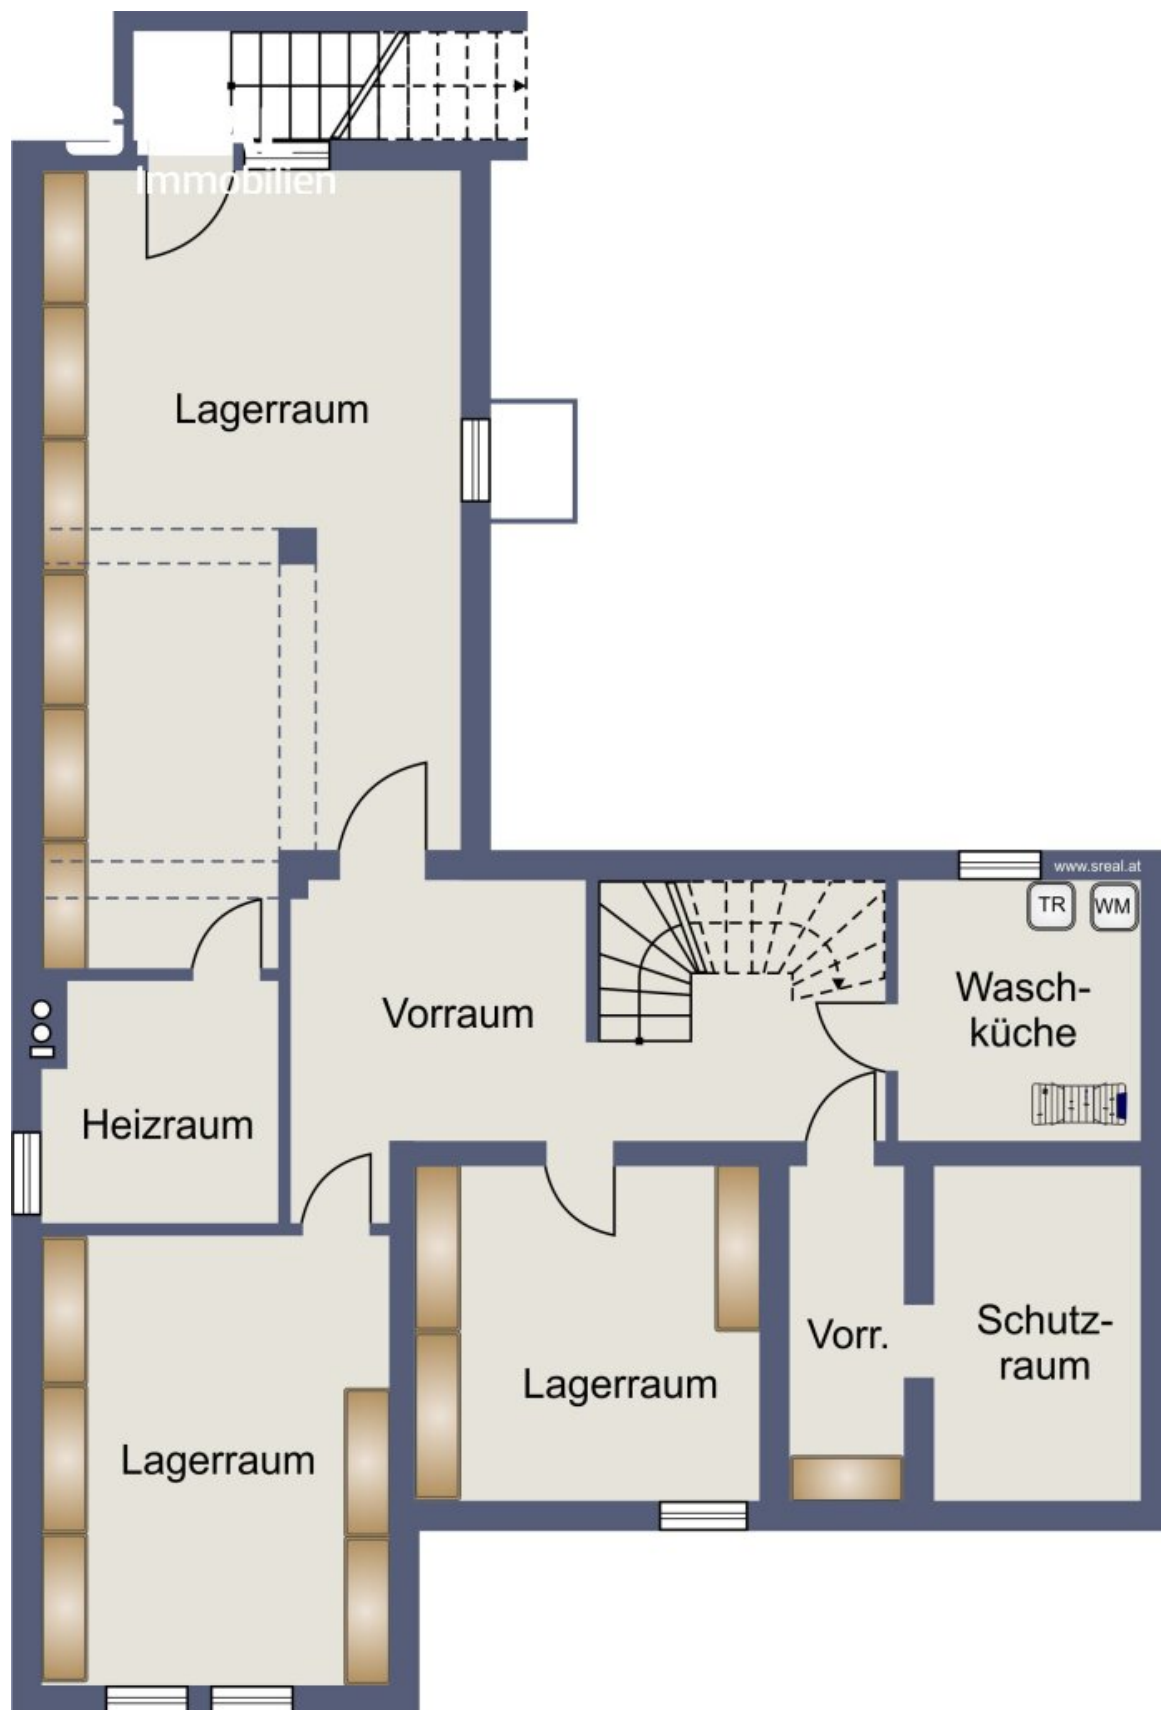 Immobilien
Lagerraum
www.sreal.at
TR
WM
Wasch-
küche
Vorraum
Heizraum
Schutz-
raum
Vorr.
Lagerraum
Lagerraum